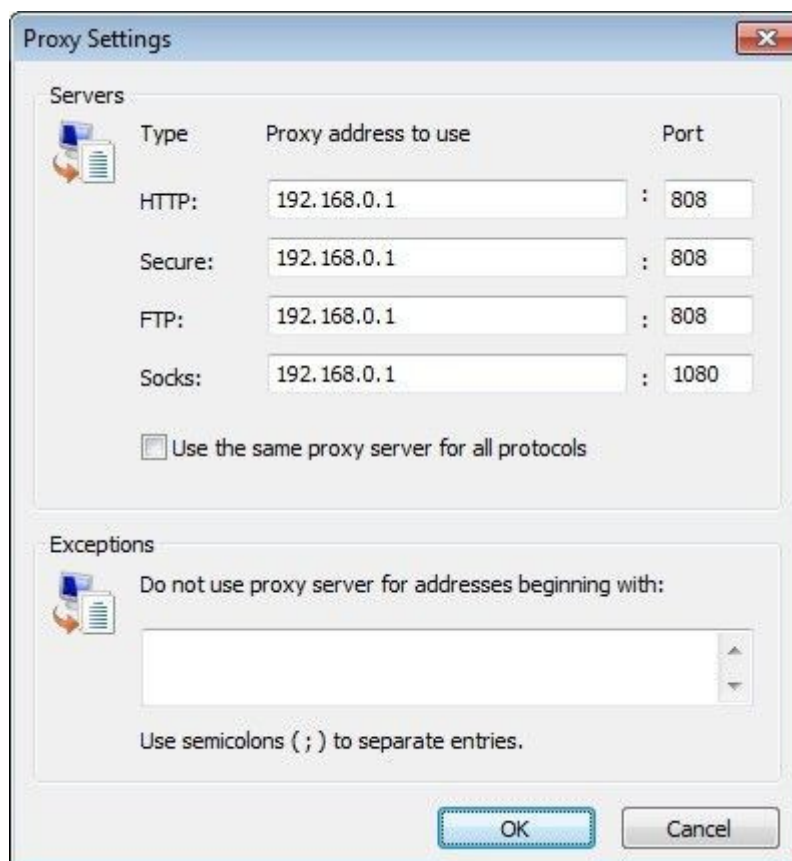 Proxy Settings
Servers
Type Proxy address to use Port
HTTP: 192.168.0.1 : 808
Secure: 192.168.0.1 : 808
FTP: 192.168.0.1 : 808
Socks: 192.168.0.1 : 1080
Use the same proxy server for all protocols
Exceptions
Do not use proxy server for addresses beginning with:
Use semicolons ( ; ) to separate entries.
OK Cancel